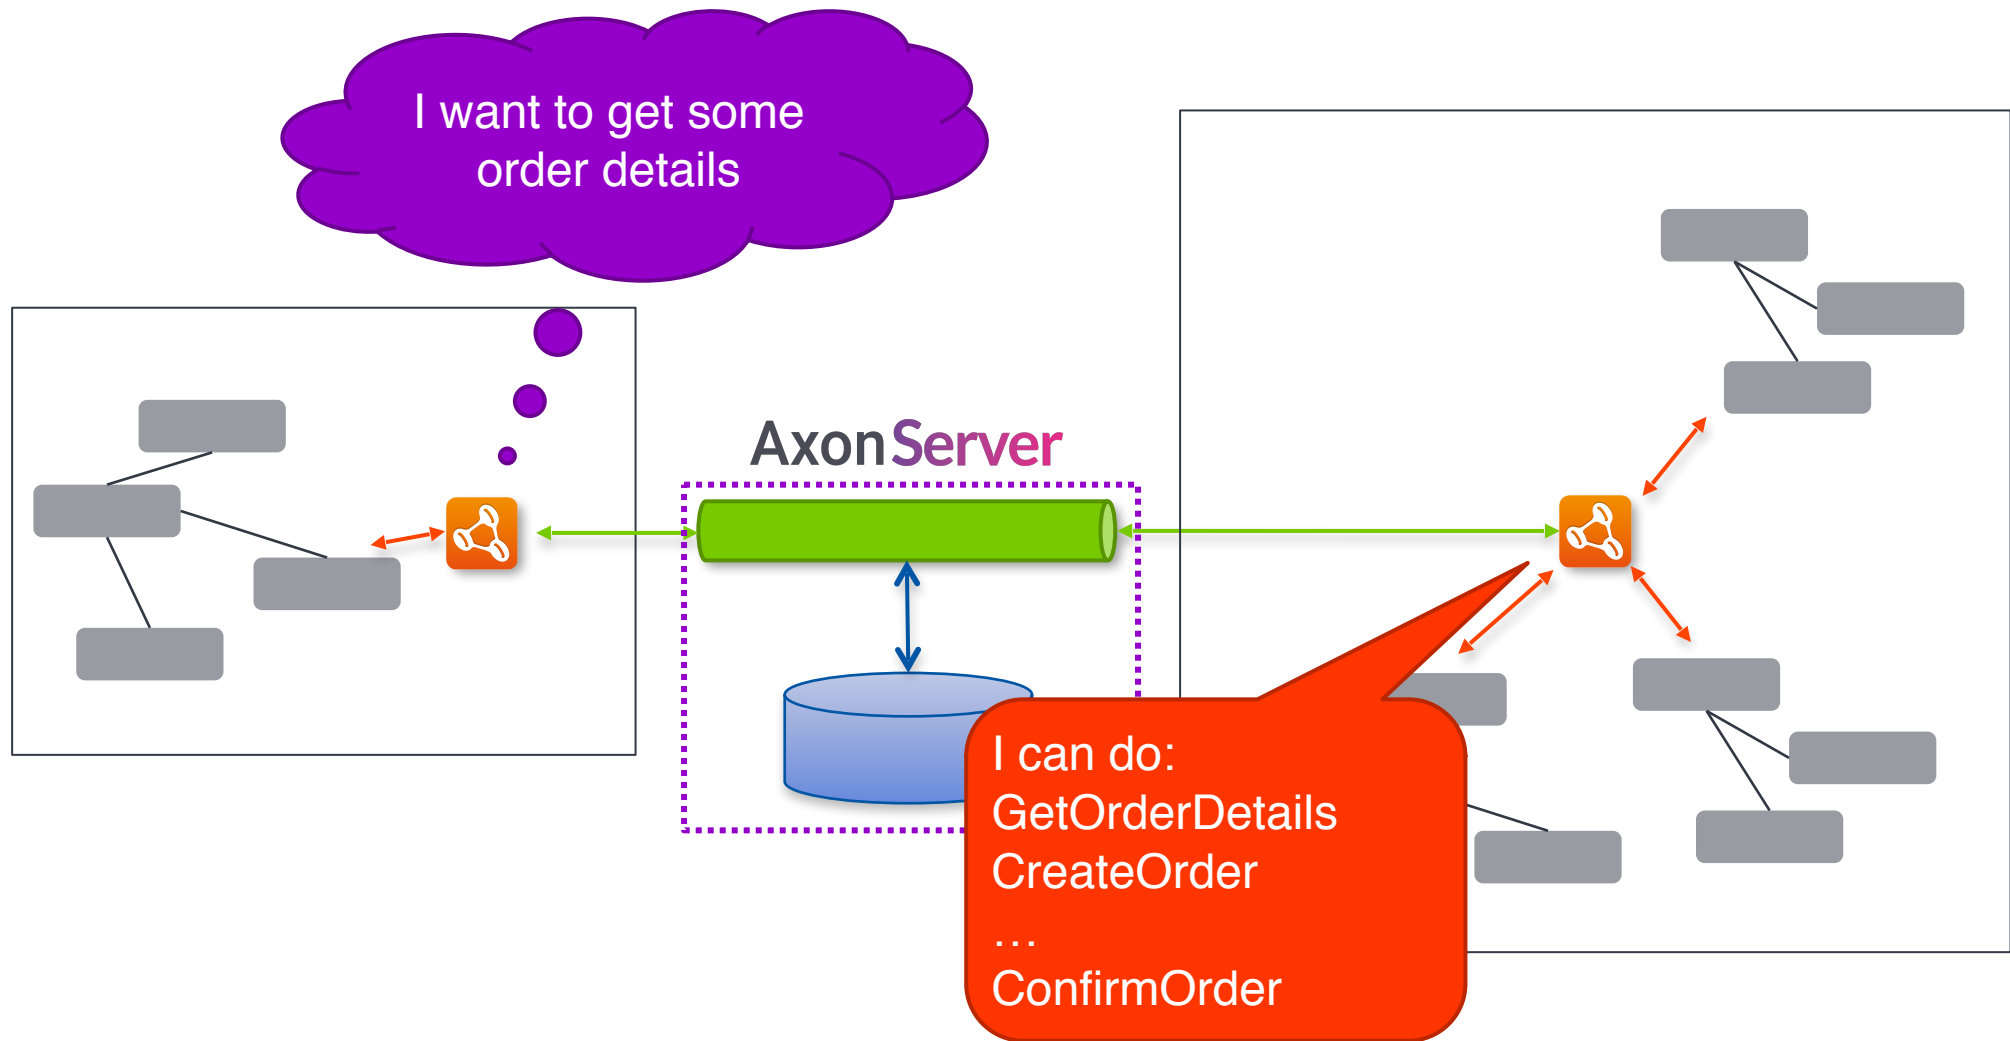 I want to get some
order details
AxonServer
I can do:
GetOrderDetails
CreateOrder
…
ConfirmOrder